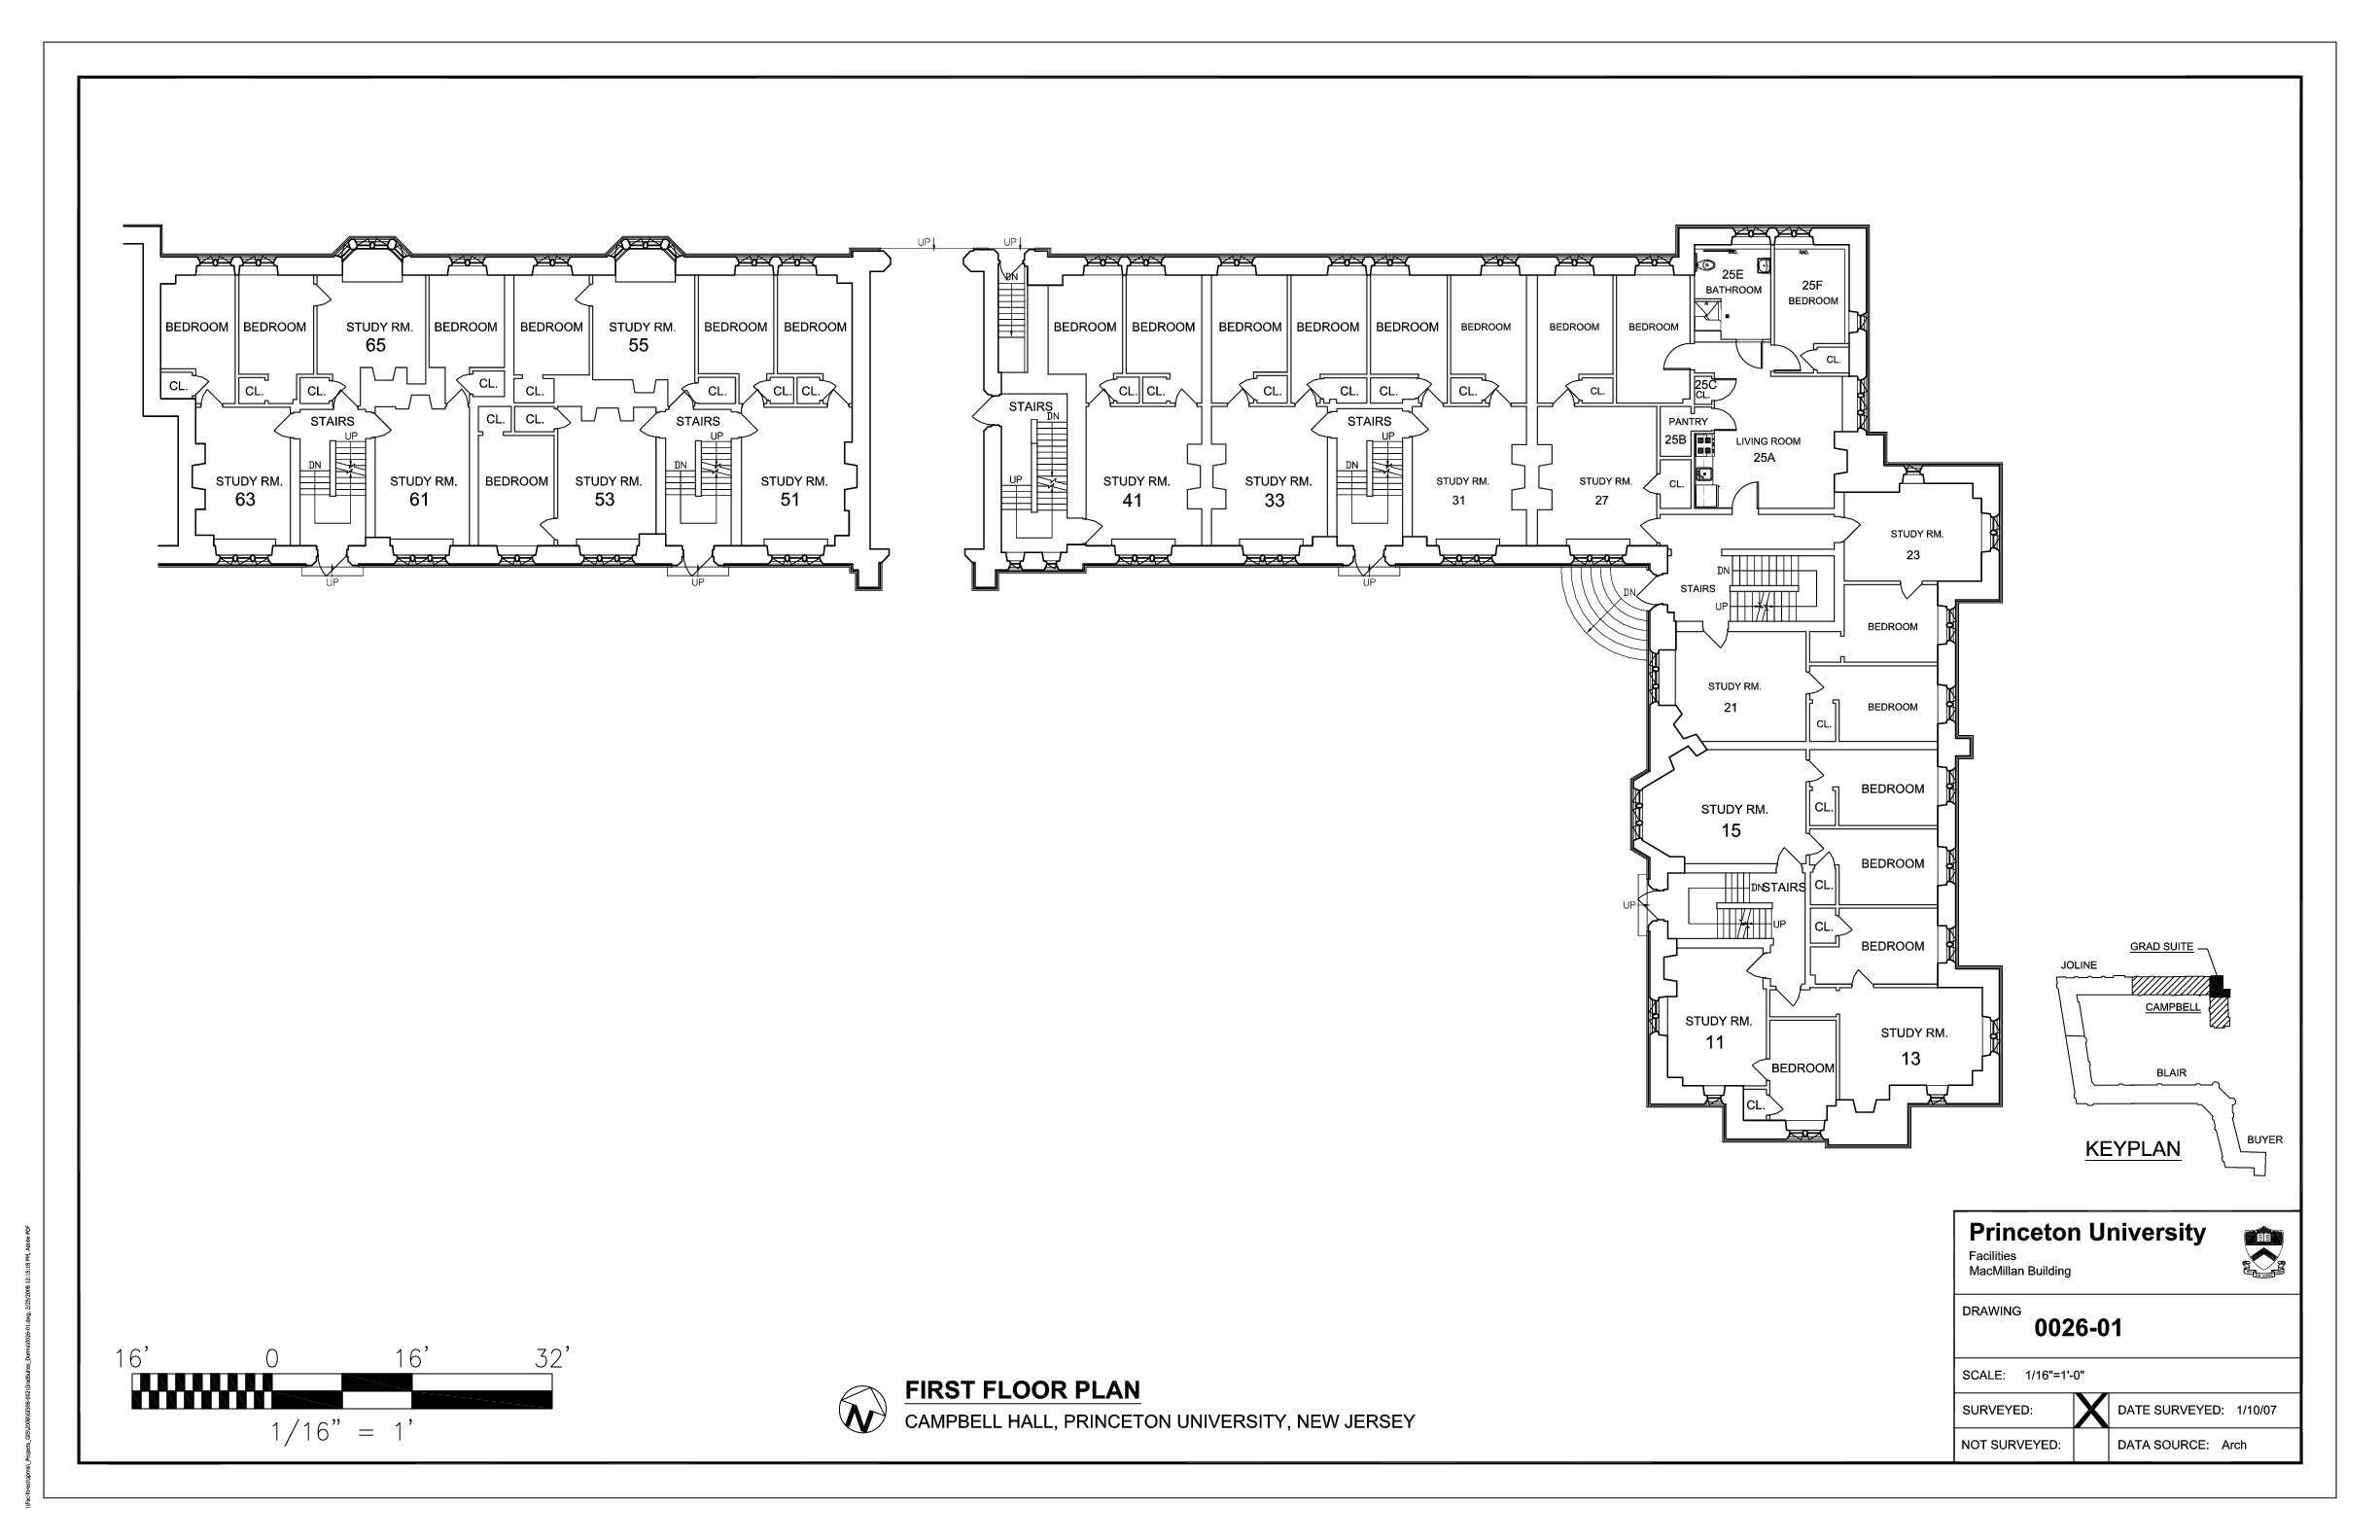 UP
UP
DN
BEDROOM
BEDROOM
STUDY RM.
65
BEDROOM
BEDROOM
STUDY RM.
55
BEDROOM
BEDROOM
CL.
CL.
CL.
CL.
CL.
CL.
CL.
CL.
CL.
CL.
STAIRS
UP
DN
STAIRS
UP
DN
STUDY RM.
63
STUDY RM.
61
BEDROOM
STUDY RM.
53
STUDY RM.
51
UP
UP
BEDROOM
BEDROOM
BEDROOM
BEDROOM
BEDROOM
BEDROOM
BEDROOM
BEDROOM
RAD.
RAD.
25E
BATHROOM
25F
BEDROOM
CL.
CL.
CL.
CL.
CL.
CL.
CL.
CL.
25C
CL.
STAIRS
DN
UP
STAIRS
UP
DN
PANTRY
25B
CL.
LIVING ROOM
25A
STUDY RM.
41
STUDY RM.
33
STUDY RM.
31
STUDY RM.
27
UP
DN
STUDY RM.
23
DN
STAIRS
UP
BEDROOM
STUDY RM.
21
BEDROOM
CL.
STUDY RM.
15
BEDROOM
CL.
BEDROOM
CL.
DN
STAIRS
UP
UP
CL.
BEDROOM
STUDY RM.
11
STUDY RM.
13
BEDROOM
CL.
GRAD SUITE
JOLINE
CAMPBELL
BLAIR
BUYER
KEYPLAN
Princeton University
Facilities
MacMillan Building
DRAWING
0026-01
SCALE: 1/16"=1'-0"
SURVEYED: X DATE SURVEYED: 1/10/07
NOT SURVEYED: DATA SOURCE: Arch
16' 0 16' 32'
1/16" = 1'
N
FIRST FLOOR PLAN
CAMPBELL HALL, PRINCETON UNIVERSITY, NEW JERSEY